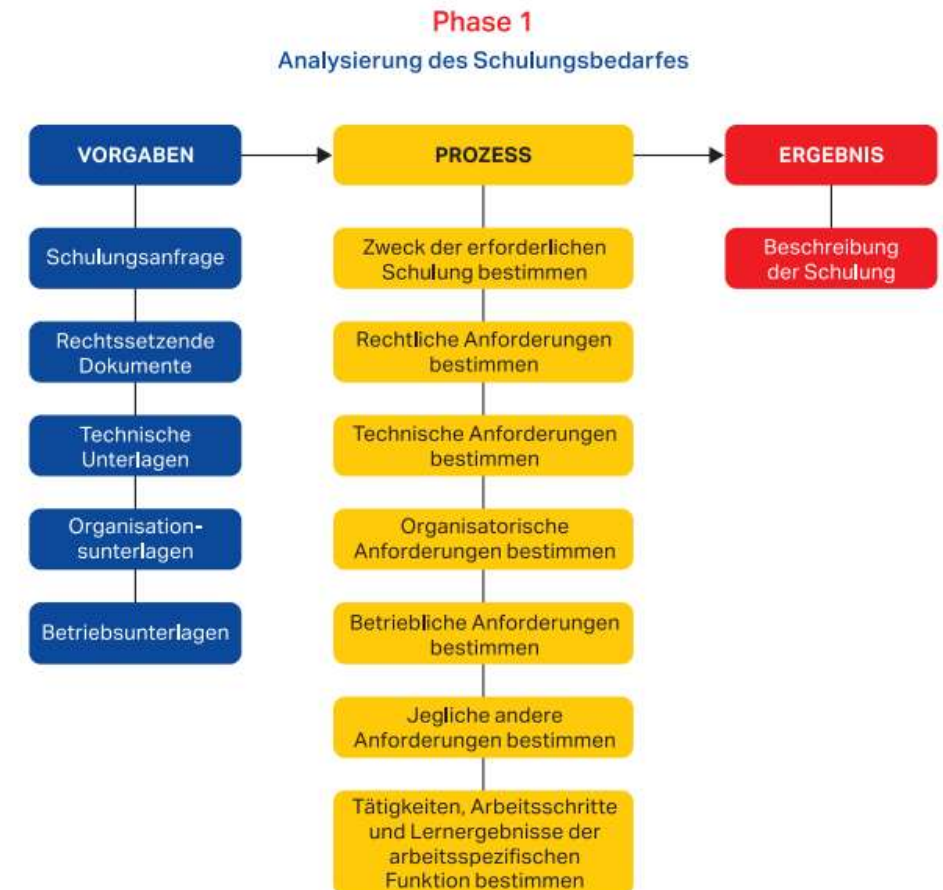 Phase 1
Analysierung des Schulungsbedarfes
VORGABEN
PROZESS
ERGEBNIS
Schulungsanfrage
Rechtssetzende
Dokumente
Technische
Unterlagen
Organisation-
sunterlagen
Betriebsunterlagen
Zweck der erforderlichen
Schulung bestimmen
Rechtliche Anforderungen
bestimmen
Technische Anforderungen
bestimmen
Organisatorische
Anforderungen bestimmen
Betriebliche Anforderungen
bestimmen
Jegliche andere
Anforderungen bestimmen
Tätigkeiten, Arbeitsschritte
und Lernergebnisse der
arbeitsspezifischen
Funktion bestimmen
Beschreibung
der Schulung